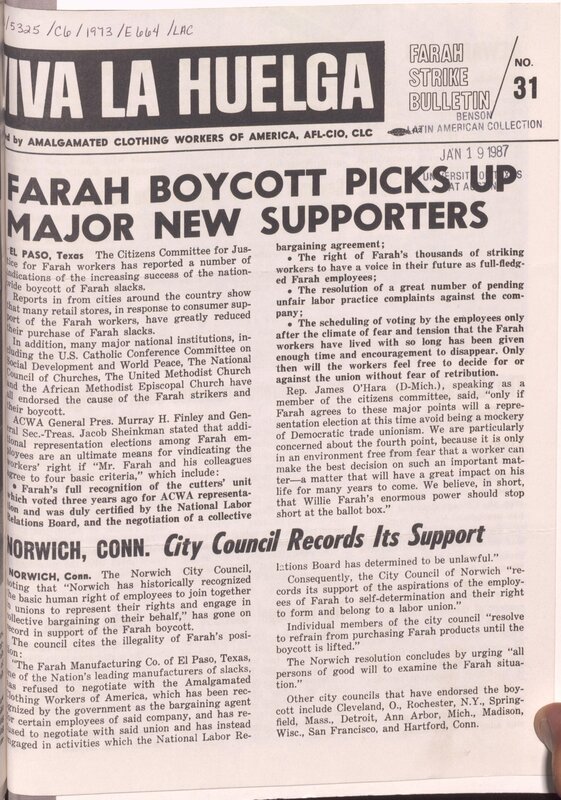 /5325 /C6/1973/E664/LAC
IVA LA HUELGA
FARAH
STRIKE
BULLETIN
NO.
31
BENSON
LATIN AMERICAN COLLECTION
ed by AMALGAMATED CLOTHING WORKERS OF AMERICA, AFL-CIO, CLC
JAN 19 1987
UNIVERSITY OF TEXAS
AT AUSTIN
FARAH BOYCOTT PICKS UP
MAJOR NEW SUPPORTERS
EL PASO, Texas The Citizens Committee for Jus-
tice for Farah workers has reported a number of
indications of the increasing success of the nation-
wide boycott of Farah slacks.
Reports in from cities around the country show
that many retail stores, in response to consumer sup-
port of the Farah workers, have greatly reduced
their purchase of Farah slacks.
In addition, many major national institutions, in-
cluding the U.S. Catholic Conference Committee on
Social Development and World Peace, The National
Council of Churches, The United Methodist Church
and the African Methodist Episcopal Church have
all endorsed the cause of the Farah strikers and
their boycott.
ACWA General Pres. Murray H. Finley and Gen-
eral Sec.-Treas. Jacob Sheinkman stated that addi-
tional representation elections among Farah em-
ployees are an ultimate means for vindicating the
workers' right if "Mr. Farah and his colleagues
agree to four basic criteria," which include:
• Farah's full recognition of the cutters' unit
which voted three years ago for ACWA representa-
tion and was duly certified by the National Labor
Relations Board, and the negotiation of a collective
bargaining agreement;
• The right of Farah's thousands of striking
workers to have a voice in their future as full-fledg-
ed Farah employees;
• The resolution of a great number of pending
unfair labor practice complaints against the com-
pany;
• The scheduling of voting by the employees only
after the climate of fear and tension that the Farah
workers have lived with so long has been given
enough time and encouragement to disappear. Only
then will the workers feel free to decide for or
against the union without fear of retribution.
Rep. James O'Hara (D-Mich.), speaking as a
member of the citizens committee, said, "only if
Farah agrees to these major points will a repre-
sentation election at this time avoid being a mockery
of Democratic trade unionism. We are particularly
concerned about the fourth point, because it is only
in an environment free from fear that a worker can
make the best decision on such an important mat-
ter—a matter that will have a great impact on his
life for many years to come. We believe, in short,
that Willie Farah's enormous power should stop
short at the ballot box."
NORWICH, CONN. City Council Records Its Support
NORWICH, Conn. The Norwich City Council,
noting that "Norwich has historically recognized
the basic human right of employees to join together
in unions to represent their rights and engage in
collective bargaining on their behalf," has gone on
record in support of the Farah boycott.
The council cites the illegality of Farah's posi-
tion:
"The Farah Manufacturing Co. of El Paso, Texas,
one of the Nation's leading manufacturers of slacks,
has refused to negotiate with the Amalgamated
Clothing Workers of America, which has been rec-
ognized by the government as the bargaining agent
for certain employees of said company, and has re-
fused to negotiate with said union and has instead
engaged in activities which the National Labor Re-
lations Board has determined to be unlawful."
Consequently, the City Council of Norwich "re-
cords its support of the aspirations of the employ-
ees of Farah to self-determination and their right
to form and belong to a labor union."
Individual members of the city council "resolve
to refrain from purchasing Farah products until the
boycott is lifted."
The Norwich resolution concludes by urging "all
persons of good will to examine the Farah situa-
tion."
Other city councils that have endorsed the boy-
cott include Cleveland, O., Rochester, N.Y., Spring-
field, Mass., Detroit, Ann Arbor, Mich., Madison,
Wisc., San Francisco, and Hartford, Conn.